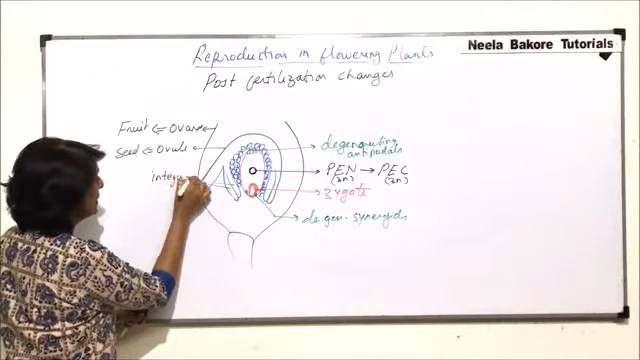 Neela Bakore Tutorials
Reproduction in flowering Plants
Post fertilization changes
Fruit ⇐ Ovary
Seed ⇐ Ovule
integu
degenerating
antipodals
PEN → PEC
(3n) (3n)
zygote
degen. synergids